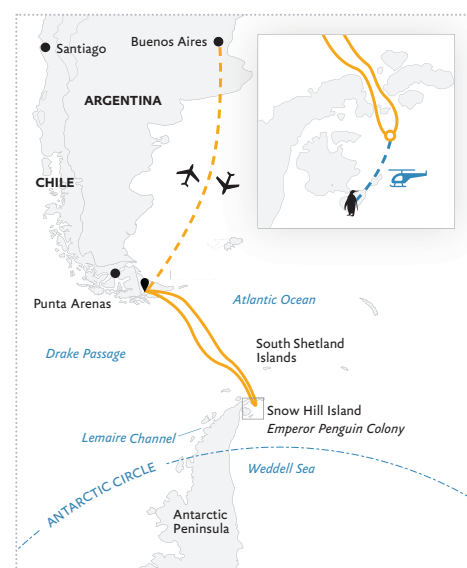 Buenos Aires
Santiago
ARGENTINA
CHILE
Punta Arenas
Atlantic Ocean
Drake Passage
South Shetland
Islands
Snow Hill Island
Emperor Penguin Colony
Lemaire Channel
Weddell Sea
ANTARCTIC CIRCLE
Antarctic
Peninsula